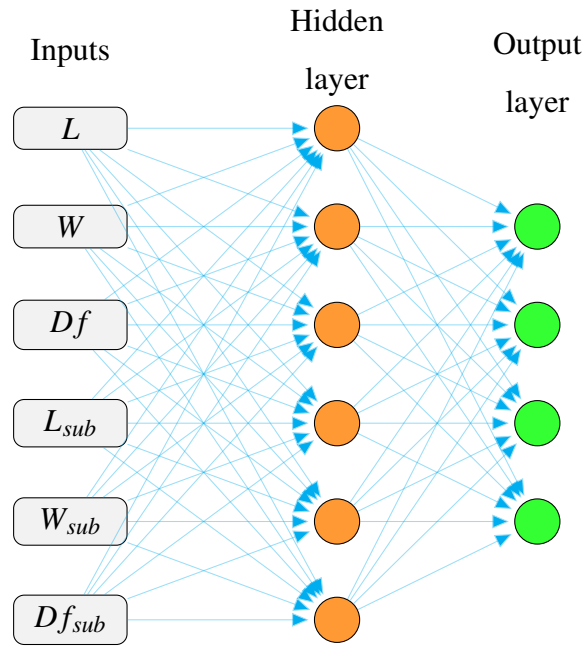 Inputs
Hidden
layer
Output
layer
L
W
Df
L_sub
W_sub
Df_sub